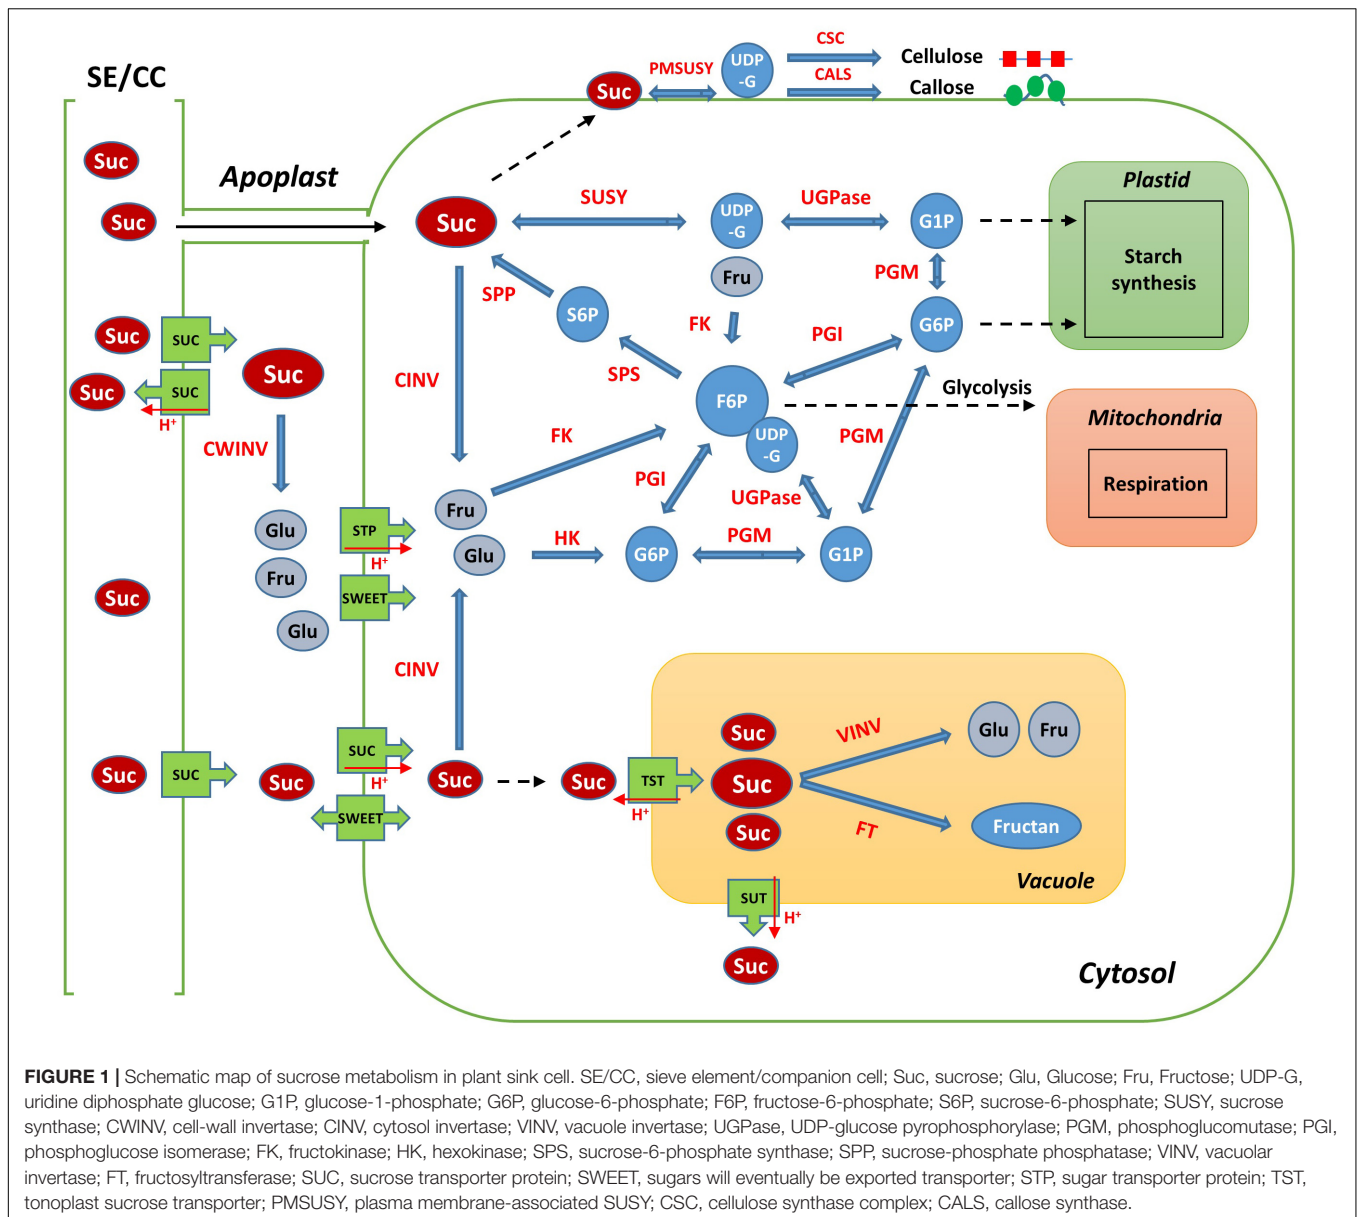 SE/CC
Suc
Suc
Apoplast
Suc
PMSUSY
UDP
-G
CSC
CALS
Cellulose
Callose
Suc
SUSY
UDP
-G
UGPase
G1P
Plastid
Starch
synthesis
Fru
PGM
SPP
S6P
FK
PGI
G6P
Suc
SUC
Suc
SUC
H+
Suc
CINV
SPS
F6P
Glycolysis
UDP
-G
PGM
Mitochondria
Respiration
CWINV
FK
PGI
UGPase
Fru
Glu
STP
H+
Glu
HK
G6P
PGM
G1P
Fru
SWEET
Suc
Glu
CINV
Suc
SUC
Suc
SUC
H+
SWEET
Suc
Suc
TST
H+
Suc
Suc
Suc
VINV
Glu
Fru
FT
Fructan
Vacuole
SUT
H+
Suc
Cytosol
FIGURE 1 | Schematic map of sucrose metabolism in plant sink cell. SE/CC, sieve element/companion cell; Suc, sucrose; Glu, Glucose; Fru, Fructose; UDP-G,
uridine diphosphate glucose; G1P, glucose-1-phosphate; G6P, glucose-6-phosphate; F6P, fructose-6-phosphate; S6P, sucrose-6-phosphate; SUSY, sucrose
synthase; CWINV, cell-wall invertase; CINV, cytosol invertase; VINV, vacuole invertase; UGPase, UDP-glucose pyrophosphorylase; PGM, phosphoglucomutase; PGI,
phosphoglucose isomerase; FK, fructokinase; HK, hexokinase; SPS, sucrose-6-phosphate synthase; SPP, sucrose-phosphate phosphatase; VINV, vacuolar
invertase; FT, fructosyltransferase; SUC, sucrose transporter protein; SWEET, sugars will eventually be exported transporter; STP, sugar transporter protein; TST,
tonoplast sucrose transporter; PMSUSY, plasma membrane-associated SUSY; CSC, cellulose synthase complex; CALS, callose synthase.